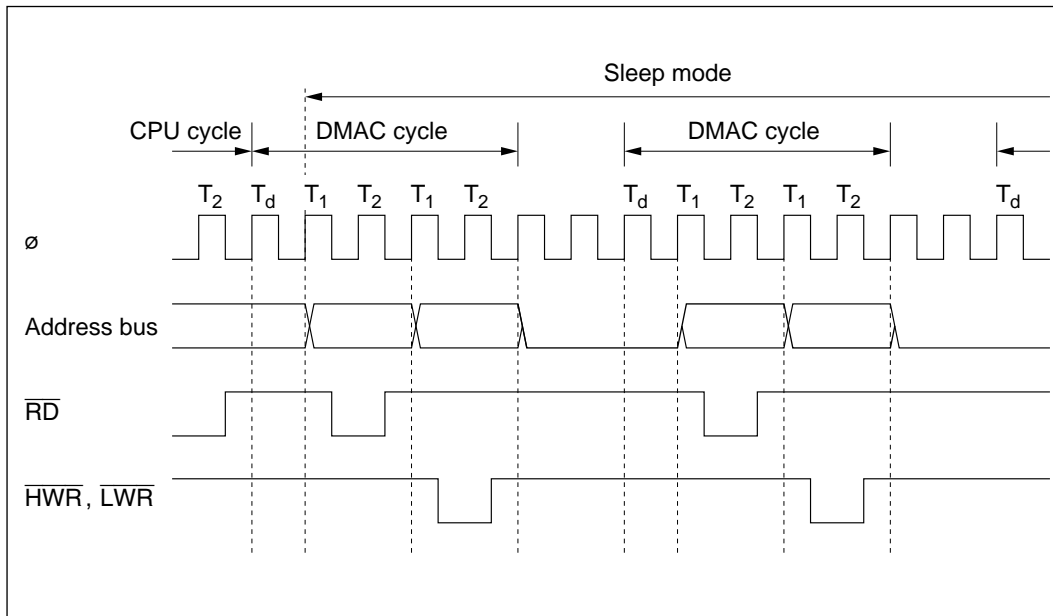 Sleep mode
CPU cycle DMAC cycle DMAC cycle
T2 Td T1 T2 T1 T2 Td T1 T2 T1 T2 Td
ø
Address bus
RD
HWR, LWR